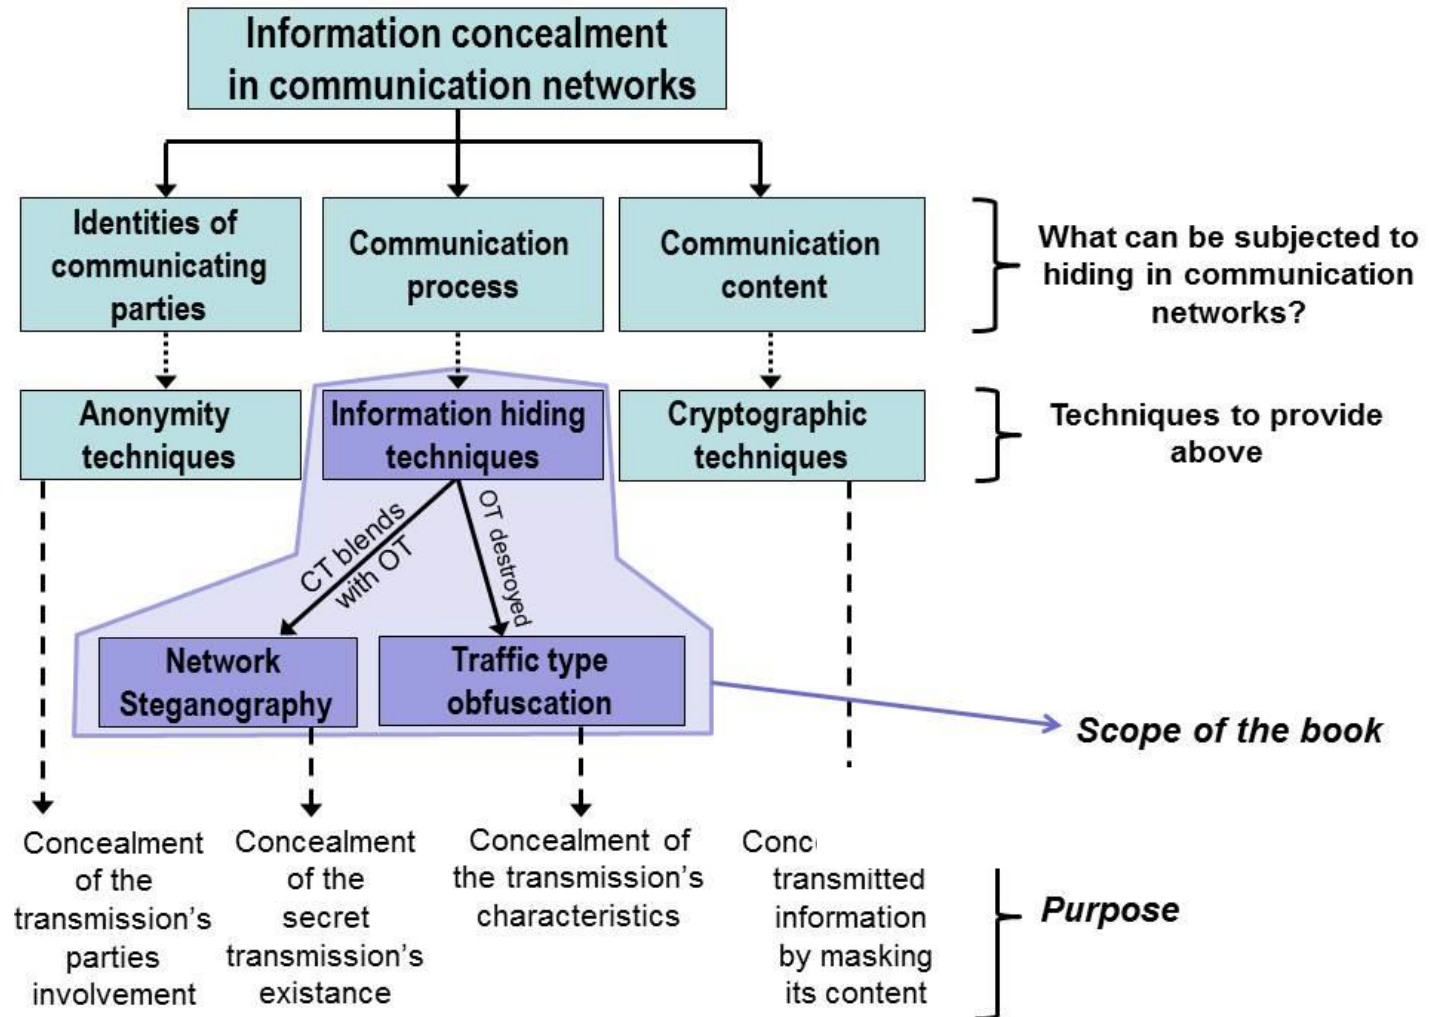 Information concealment
in communication networks
Identities of
communicating
parties
Communication
process
Communication
content
What can be subjected to
hiding in communication
networks?
Anonymity
techniques
Information hiding
techniques
Cryptographic
techniques
Techniques to provide
above
CT blends
with OT
OT destroyed
Network
Steganography
Traffic type
obfuscation
Scope of the book
Concealment
of the
transmission's
parties
involvement
Concealment
of the
secret
transmission's
existance
Concealment of
the transmission's
characteristics
transmitted
information
by masking
its content
Purpose